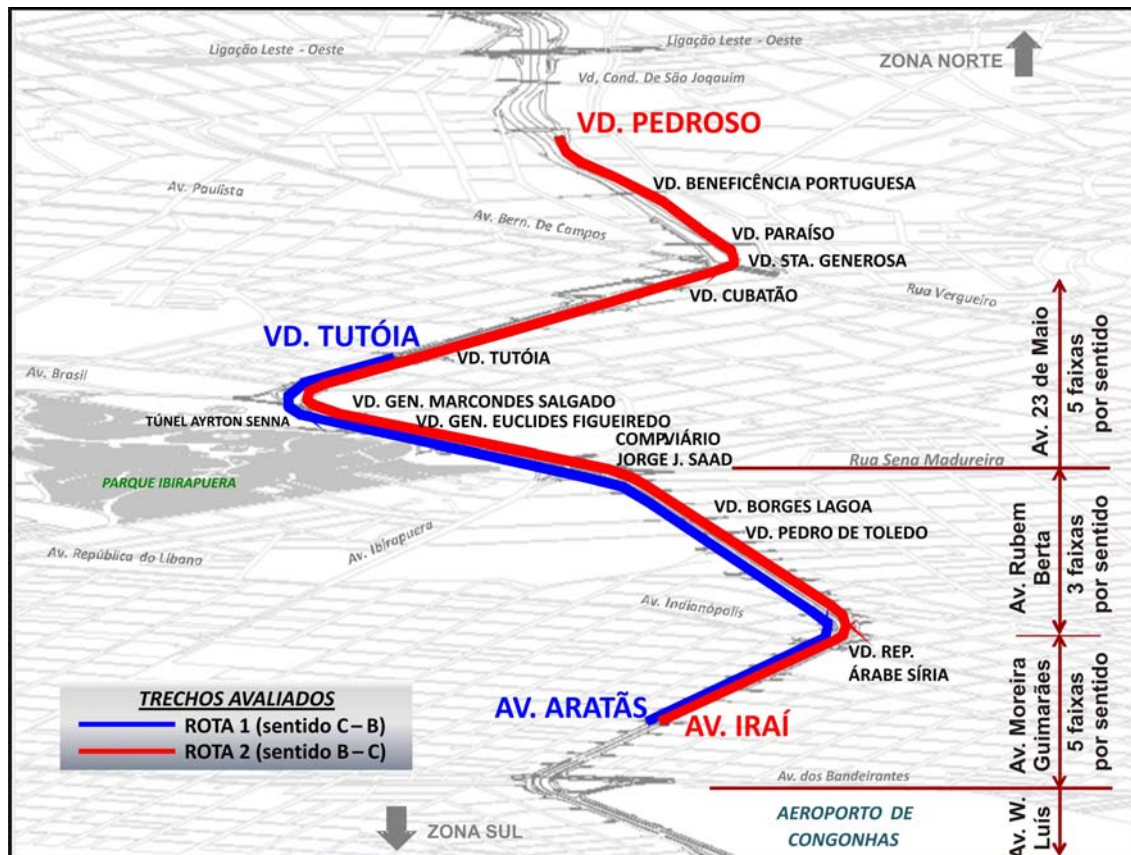 Ligação Leste - Oeste
Ligação Leste - Oeste
ZONA NORTE
Vd, Cond. De São Joqauim
VD. PEDROSO
Av. Paulista
VD. BENEFICÊNCIA PORTUGUESA
Av. Bern. De Campos
VD. PARAÍSO
VD. STA. GENEROSA
VD. CUBATÃO
Rua Vergueiro
VD. TUTÓIA
VD. TUTÓIA
Av. Brasil
VD. GEN. MARCONDES SALGADO
TÚNEL AYRTON SENNA
VD. GEN. EUCLIDES FIGUEIREDO
COMP.VIÁRIO
JORGE J. SAAD
Av. 23 de Maio
5 faixas
por sentido
Rua Sena Madureira
PARQUE IBIRAPUERA
VD. BORGES LAGOA
VD. PEDRO DE TOLEDO
Av. República do Líbano
Av. Ibirapuera
Av. Rubem
Berta
3 faixas
por sentido
Av. Indianópolis
VD. REP.
ÁRABE SÍRIA
TRECHOS AVALIADOS
ROTA 1 (sentido C – B)
ROTA 2 (sentido B – C)
AV. ARATÃS
AV. IRAÍ
Av. Moreira
Guimarães
5 faixas
por sentido
Av. dos Bandeirantes
ZONA SUL
AEROPORTO DE
CONGONHAS
Av. W.
Luís